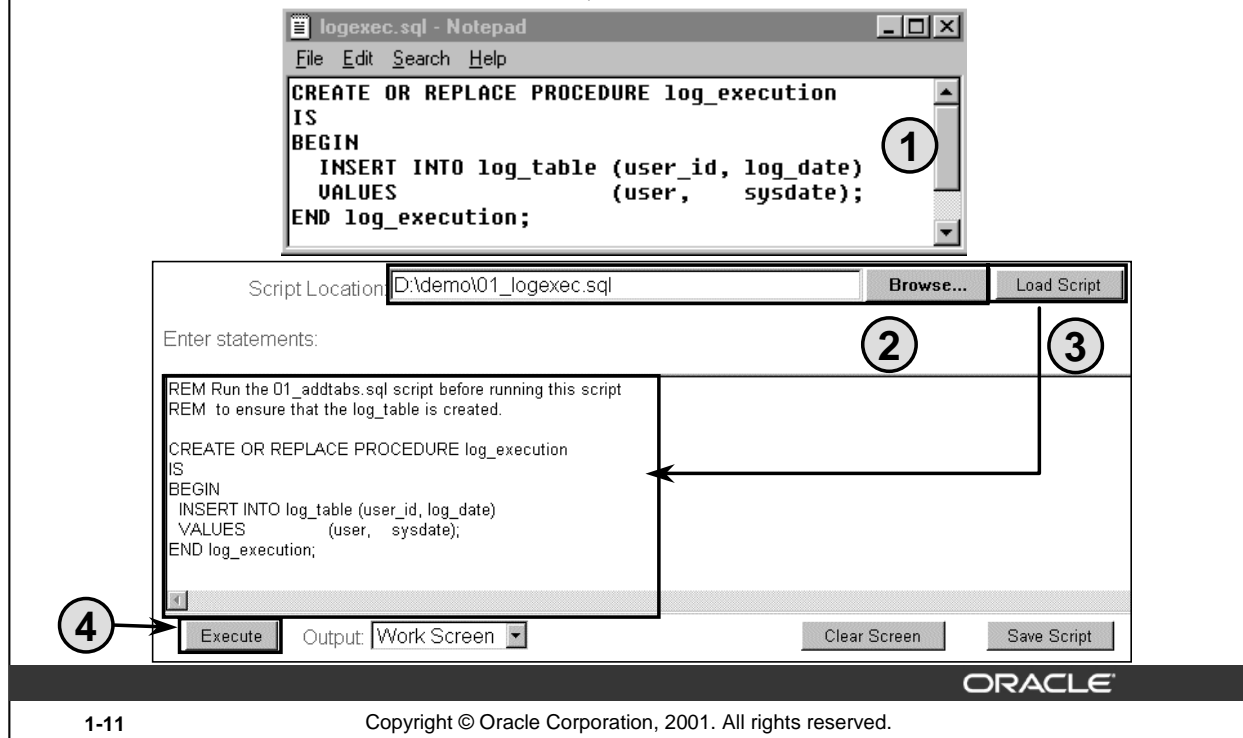 logexec.sql - Notepad
File Edit Search Help
CREATE OR REPLACE PROCEDURE log_execution
IS
BEGIN
  INSERT INTO log_table (user_id, log_date)
  VALUES             (user,    sysdate);
END log_execution;
1
Script Location: D:\demo\01_logexec.sql Browse... Load Script
Enter statements:
2
3
REM Run the 01_addtabs.sql script before running this script
REM  to ensure that the log_table is created.
CREATE OR REPLACE PROCEDURE log_execution
IS
BEGIN
 INSERT INTO log_table (user_id, log_date)
 VALUES             (user,   sysdate);
END log_execution;
4
Execute Output: Work Screen Clear Screen Save Script
ORACLE
1-11 Copyright © Oracle Corporation, 2001. All rights reserved.